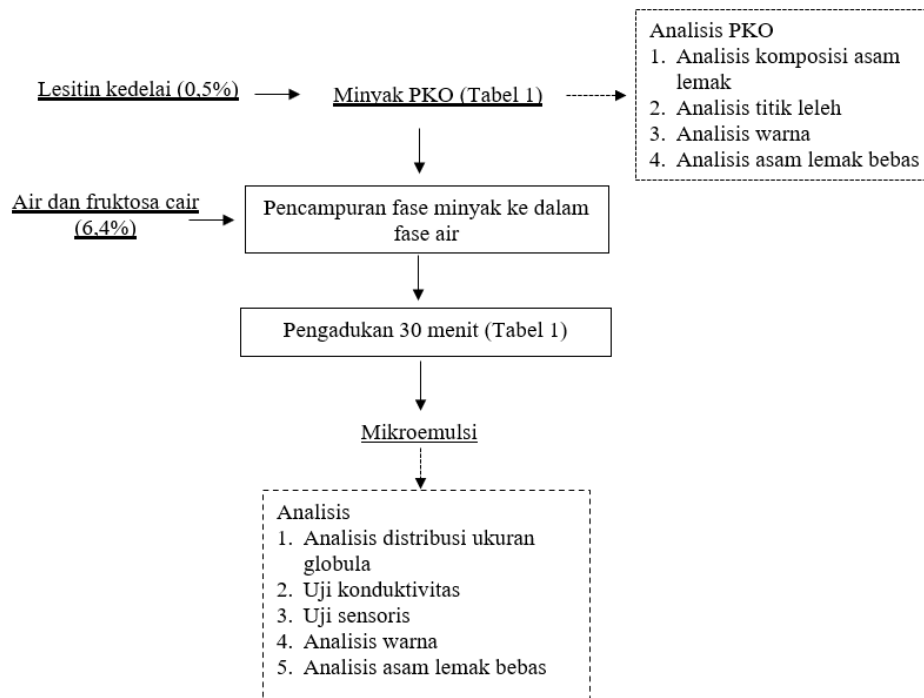 Analisis PKO
1. Analisis komposisi asam
lemak
2. Analisis titik leleh
3. Analisis warna
4. Analisis asam lemak bebas
Lesitin kedelai (0,5%)
Minyak PKO (Tabel 1)
Air dan fruktosa cair
(6,4%)
Pencampuran fase minyak ke dalam
fase air
Pengadukan 30 menit (Tabel 1)
Mikroemulsi
Analisis
1. Analisis distribusi ukuran
globula
2. Uji konduktivitas
3. Uji sensoris
4. Analisis warna
5. Analisis asam lemak bebas